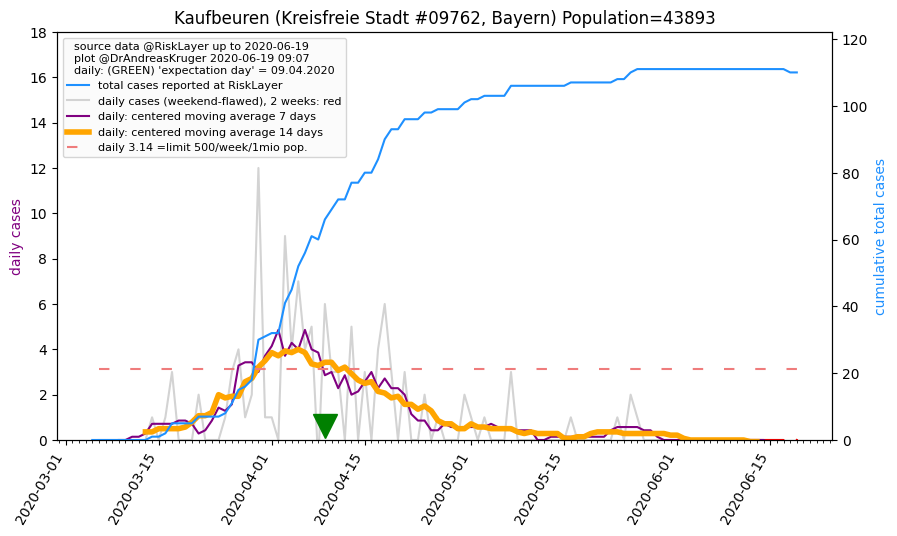 Kaufbeuren (Kreisfreie Stadt #09762, Bayern) Population=43893
source data @RiskLayer up to 2020-06-19
plot @DrAndreasKruger 2020-06-19 09:07
daily: (GREEN) 'expectation day' = 09.04.2020
total cases reported at RiskLayer
daily cases (weekend-flawed), 2 weeks: red
daily: centered moving average 7 days
daily: centered moving average 14 days
daily 3.14 =limit 500/week/1mio pop.
daily cases
18
16
14
12
10
8
6
4
2
0
cumulative total cases
120
100
80
60
40
20
0
2020-03-01
2020-03-15
2020-04-01
2020-04-15
2020-05-01
2020-05-15
2020-06-01
2020-06-15